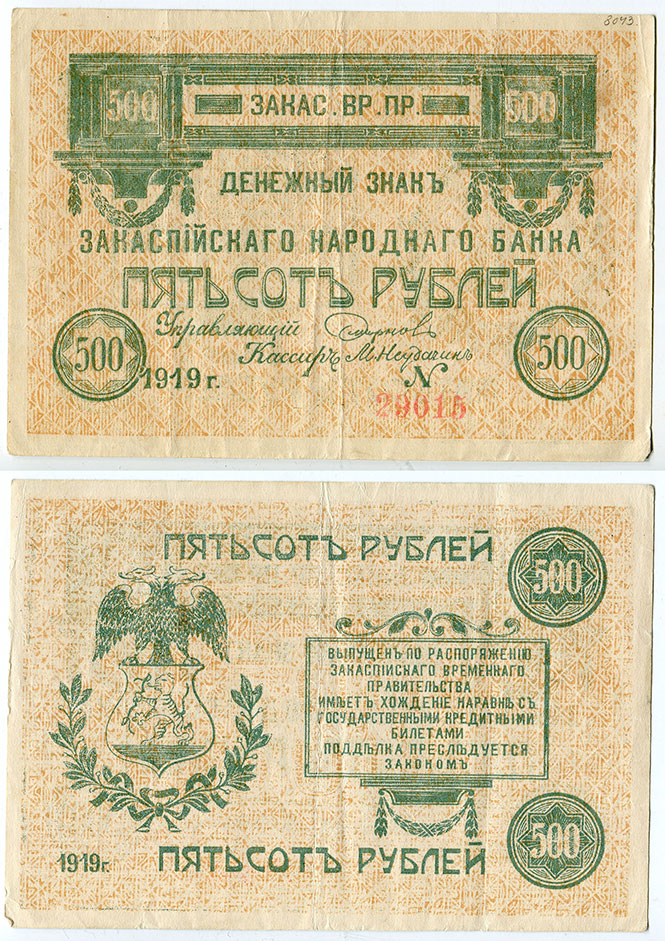 8073
500 ЗАКАС.ВР.ПР. 500
ДЕНЕЖНЫЙ ЗНАКЪ
ЗАКАСПІЙСКАГО НАРОДНАГО БАНКА
ПЯТЬСОТЪ РУБЛЕЙ
Управляющій Смирнов
Кассиръ
500 1919 г. N 500
29015
ПЯТЬСОТЪ РУБЛЕЙ
500
ВЫПУЩЕНЪ ПО РАСПОРЯЖЕНІЮ
ЗАКАСПІЙСКАГО ВРЕМЕННАГО
ПРАВИТЕЛЬСТВА
ИМѢЕТЪ ХОЖДЕНІЕ НАРАВНѢ СЪ
ГОСУДАРСТВЕННЫМИ КРЕДИТНЫМИ
БИЛЕТАМИ
ПОДДѢЛКА ПРЕСЛѢДУЕТСЯ
ЗАКОНОМЪ
500
1919 г.
ПЯТЬСОТЪ РУБЛЕЙ